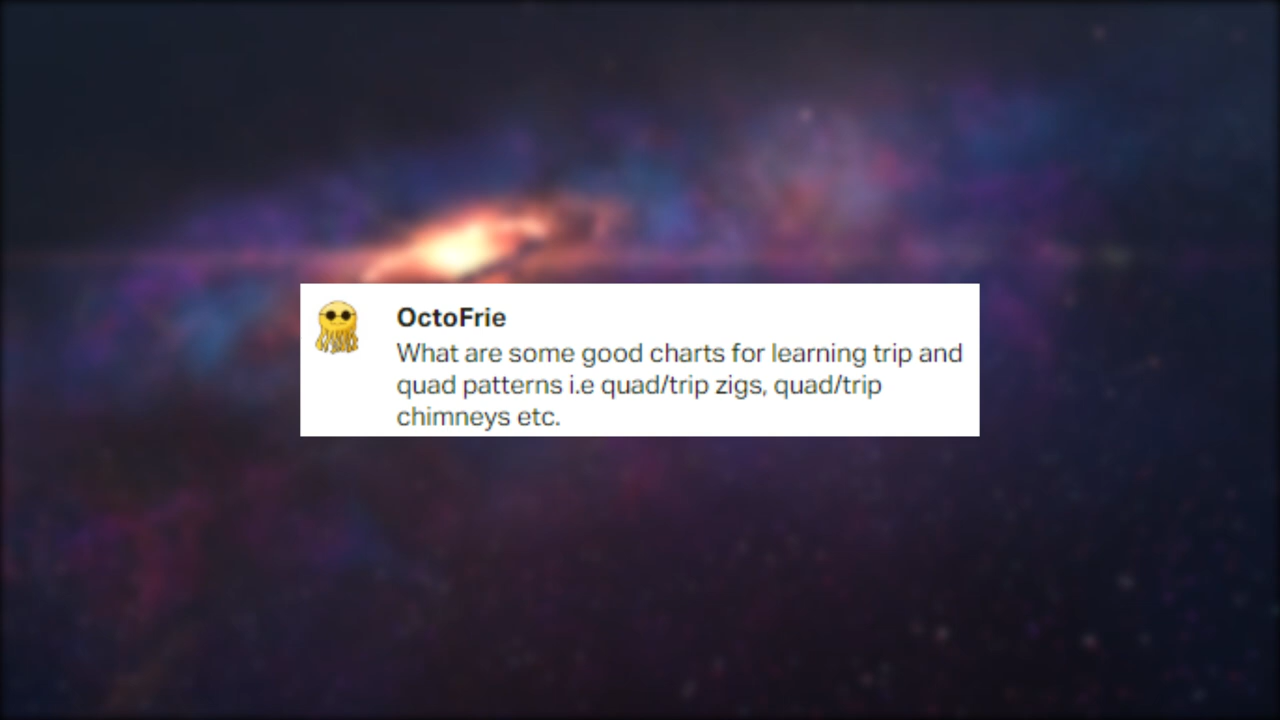 OctoFrie
What are some good charts for learning trip and
quad patterns i.e quad/trip zigs, quad/trip
chimneys etc.